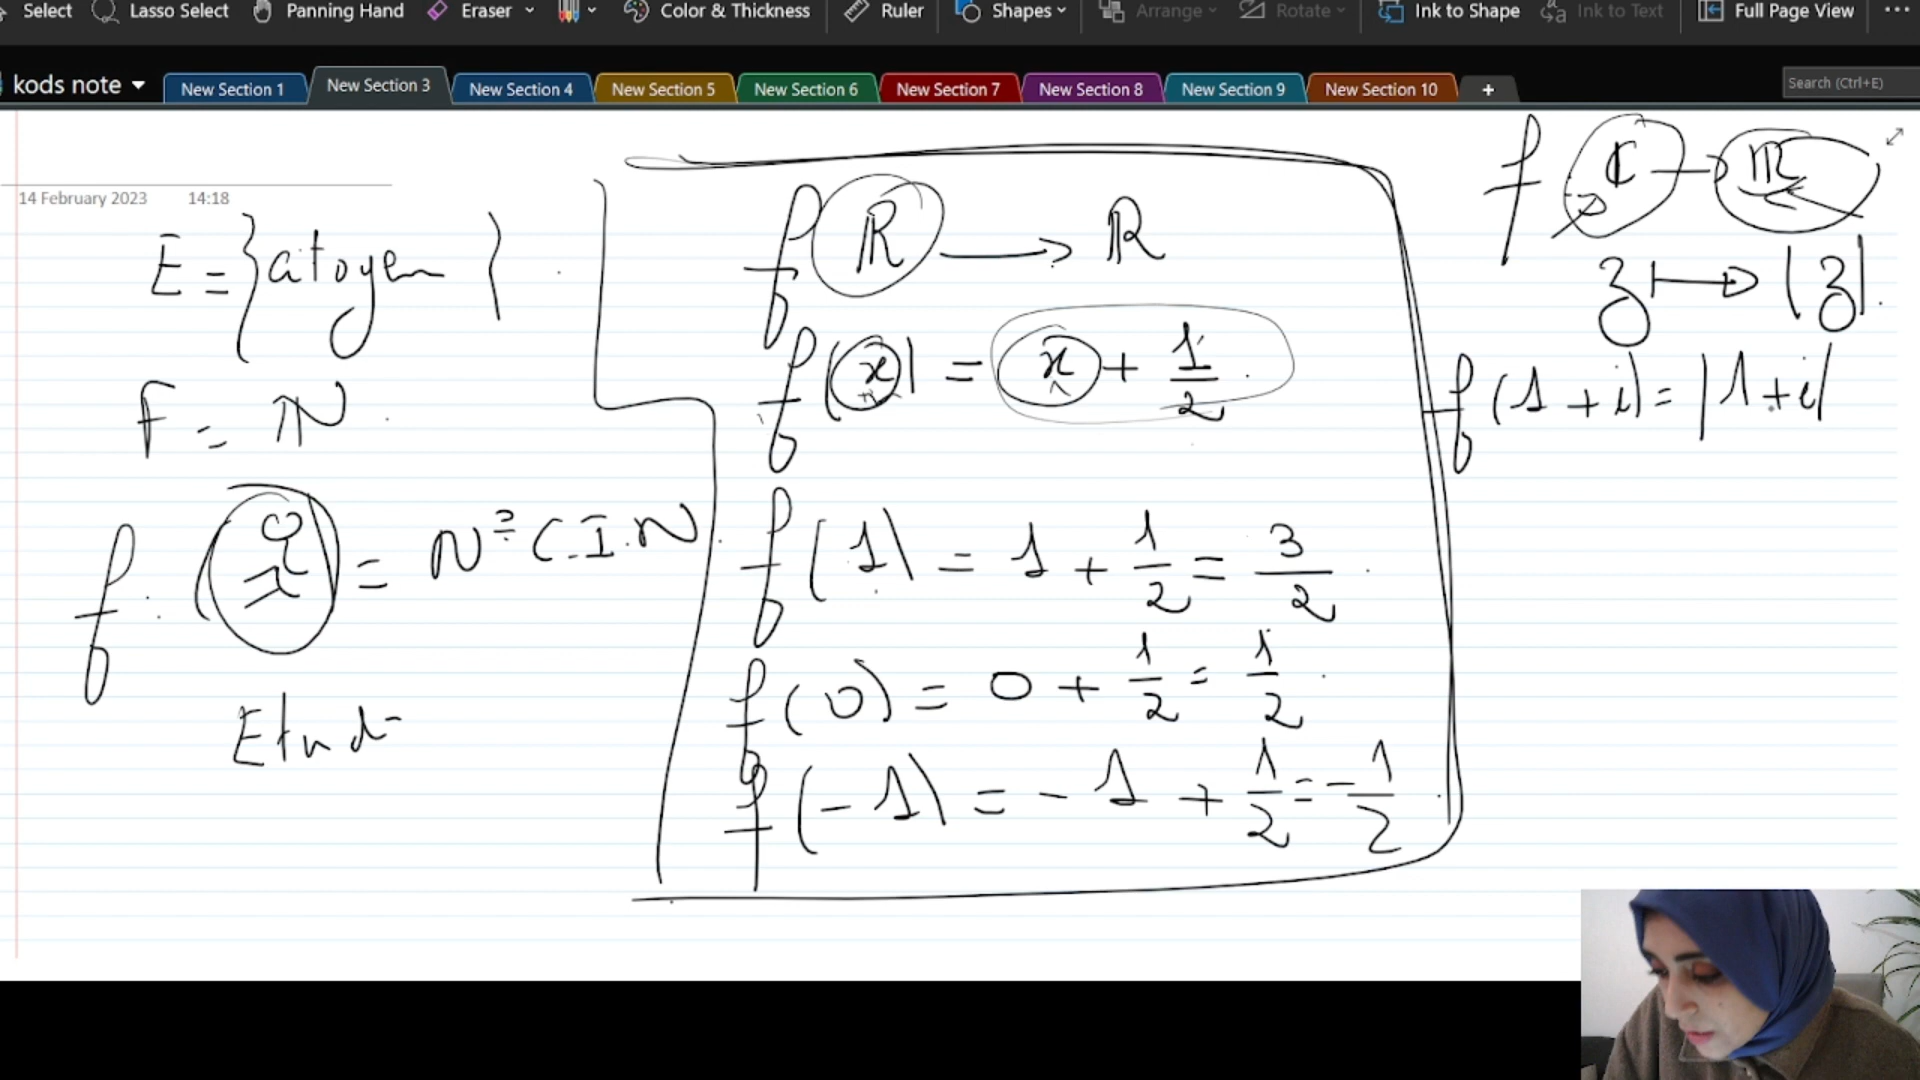 Select Lasso Select Panning Hand Eraser Color & Thickness Ruler Shapes Arrange Rotate Ink to Shape Ink to Text Full Page View
kods note New Section 1 New Section 3 New Section 4 New Section 5 New Section 6 New Section 7 New Section 8 New Section 9 New Section 10 + Search (Ctrl+E)
14 February 2023 14:18
E = {atoyen}
F = ℕ
f : ( ) = N° C.I.N.
Etud
f ℝ → ℝ
f(x) = x + 1/2
f(1) = 1 + 1/2 = 3/2
f(0) = 0 + 1/2 = 1/2
f(-1) = -1 + 1/2 = -1/2
f ℂ → ℝ
z ↦ |z|.
f(1+i) = |1+i|